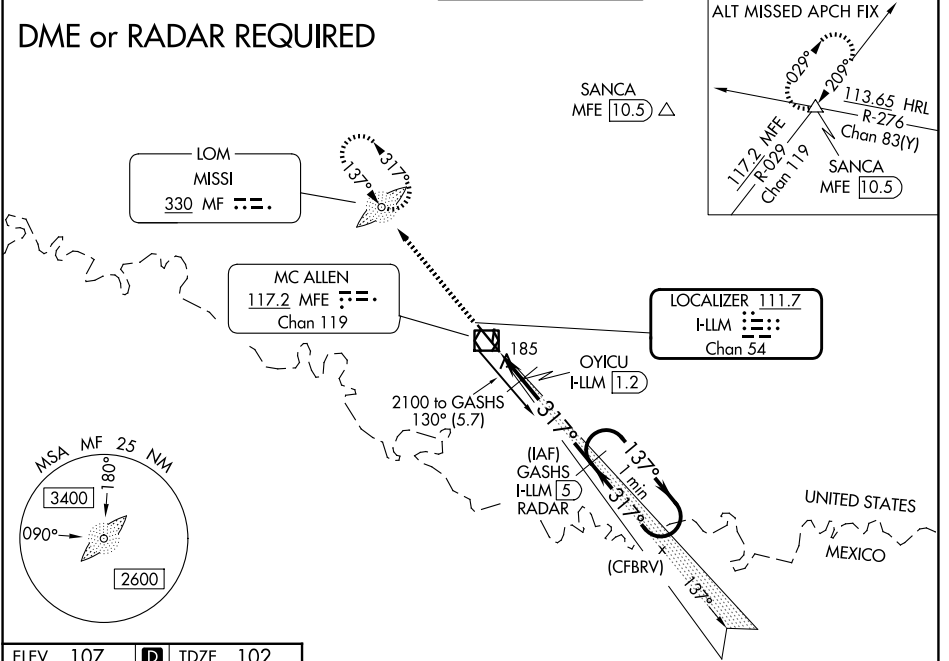 DME or RADAR REQUIRED
ALT MISSED APCH FIX
029°
209°
113.65 HRL
R-276
Chan 83(Y)
117.2 MFE
R-029
Chan 119
SANCA
MFE 10.5
SANCA
MFE 10.5
LOM
MISSI
330 MF
137°
317°
MC ALLEN
117.2 MFE
Chan 119
LOCALIZER 111.7
I-LLM
Chan 54
185
OYICU
I-LLM 1.2
2100 to GASHS
130° (5.7)
317°
(IAF)
GASHS
I-LLM 5
RADAR
137°
1 min
317°
UNITED STATES
MEXICO
(CFBRV)
137°
MSA MF 25 NM
180°
3400
090°
2600
ELEV 107 D TDZE 102